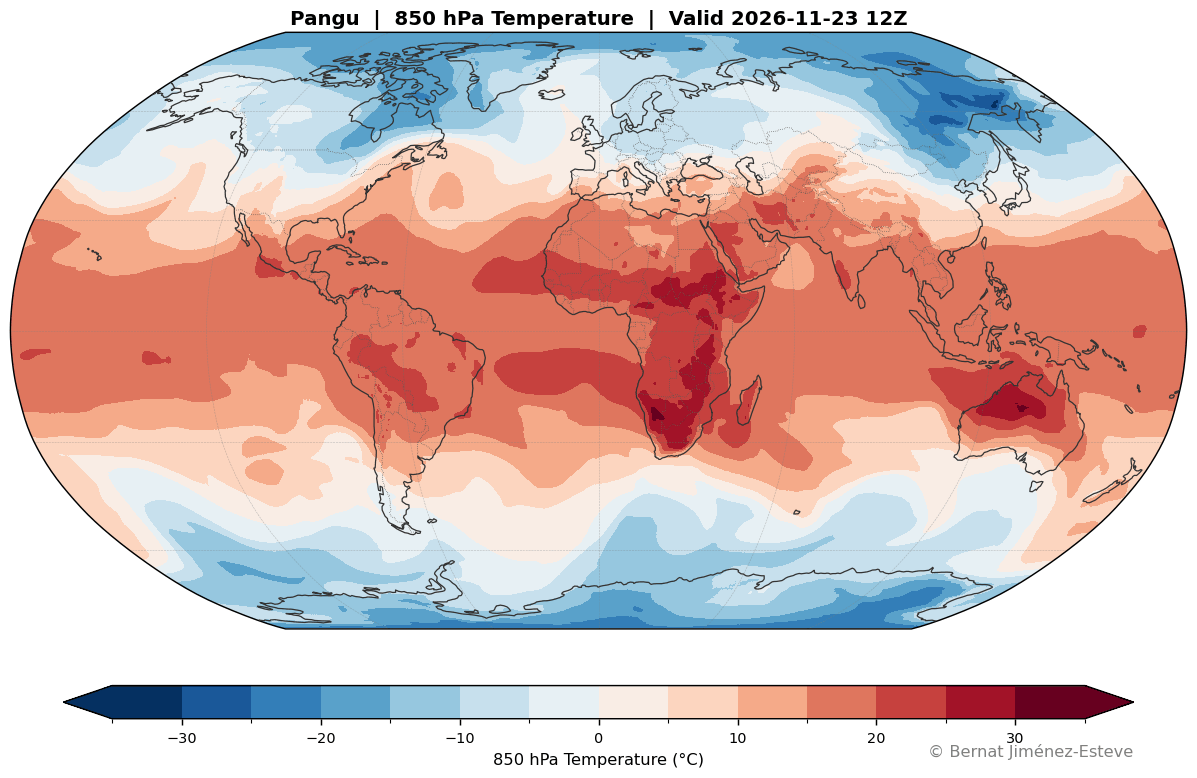 Pangu | 850 hPa Temperature | Valid 2026-11-23 12Z
−30 −20 −10 0 10 20 30
850 hPa Temperature (°C)
© Bernat Jiménez-Esteve